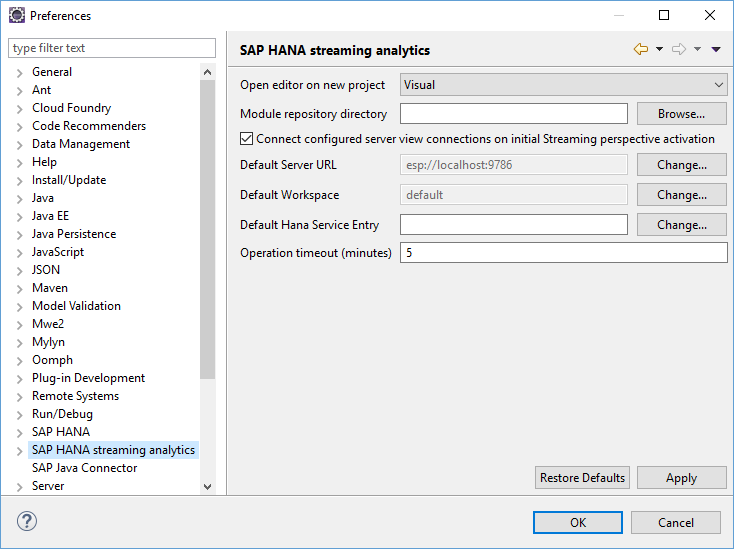 Preferences
type filter text
General
Ant
Cloud Foundry
Code Recommenders
Data Management
Help
Install/Update
Java
Java EE
Java Persistence
JavaScript
JSON
Maven
Model Validation
Mwe2
Mylyn
Oomph
Plug-in Development
Remote Systems
Run/Debug
SAP HANA
SAP HANA streaming analytics
SAP Java Connector
Server
SAP HANA streaming analytics
Open editor on new project Visual
Module repository directory Browse...
Connect configured server view connections on initial Streaming perspective activation
Default Server URL esp://localhost:9786 Change...
Default Workspace default Change...
Default Hana Service Entry Change...
Operation timeout (minutes) 5
Restore Defaults Apply
? OK Cancel